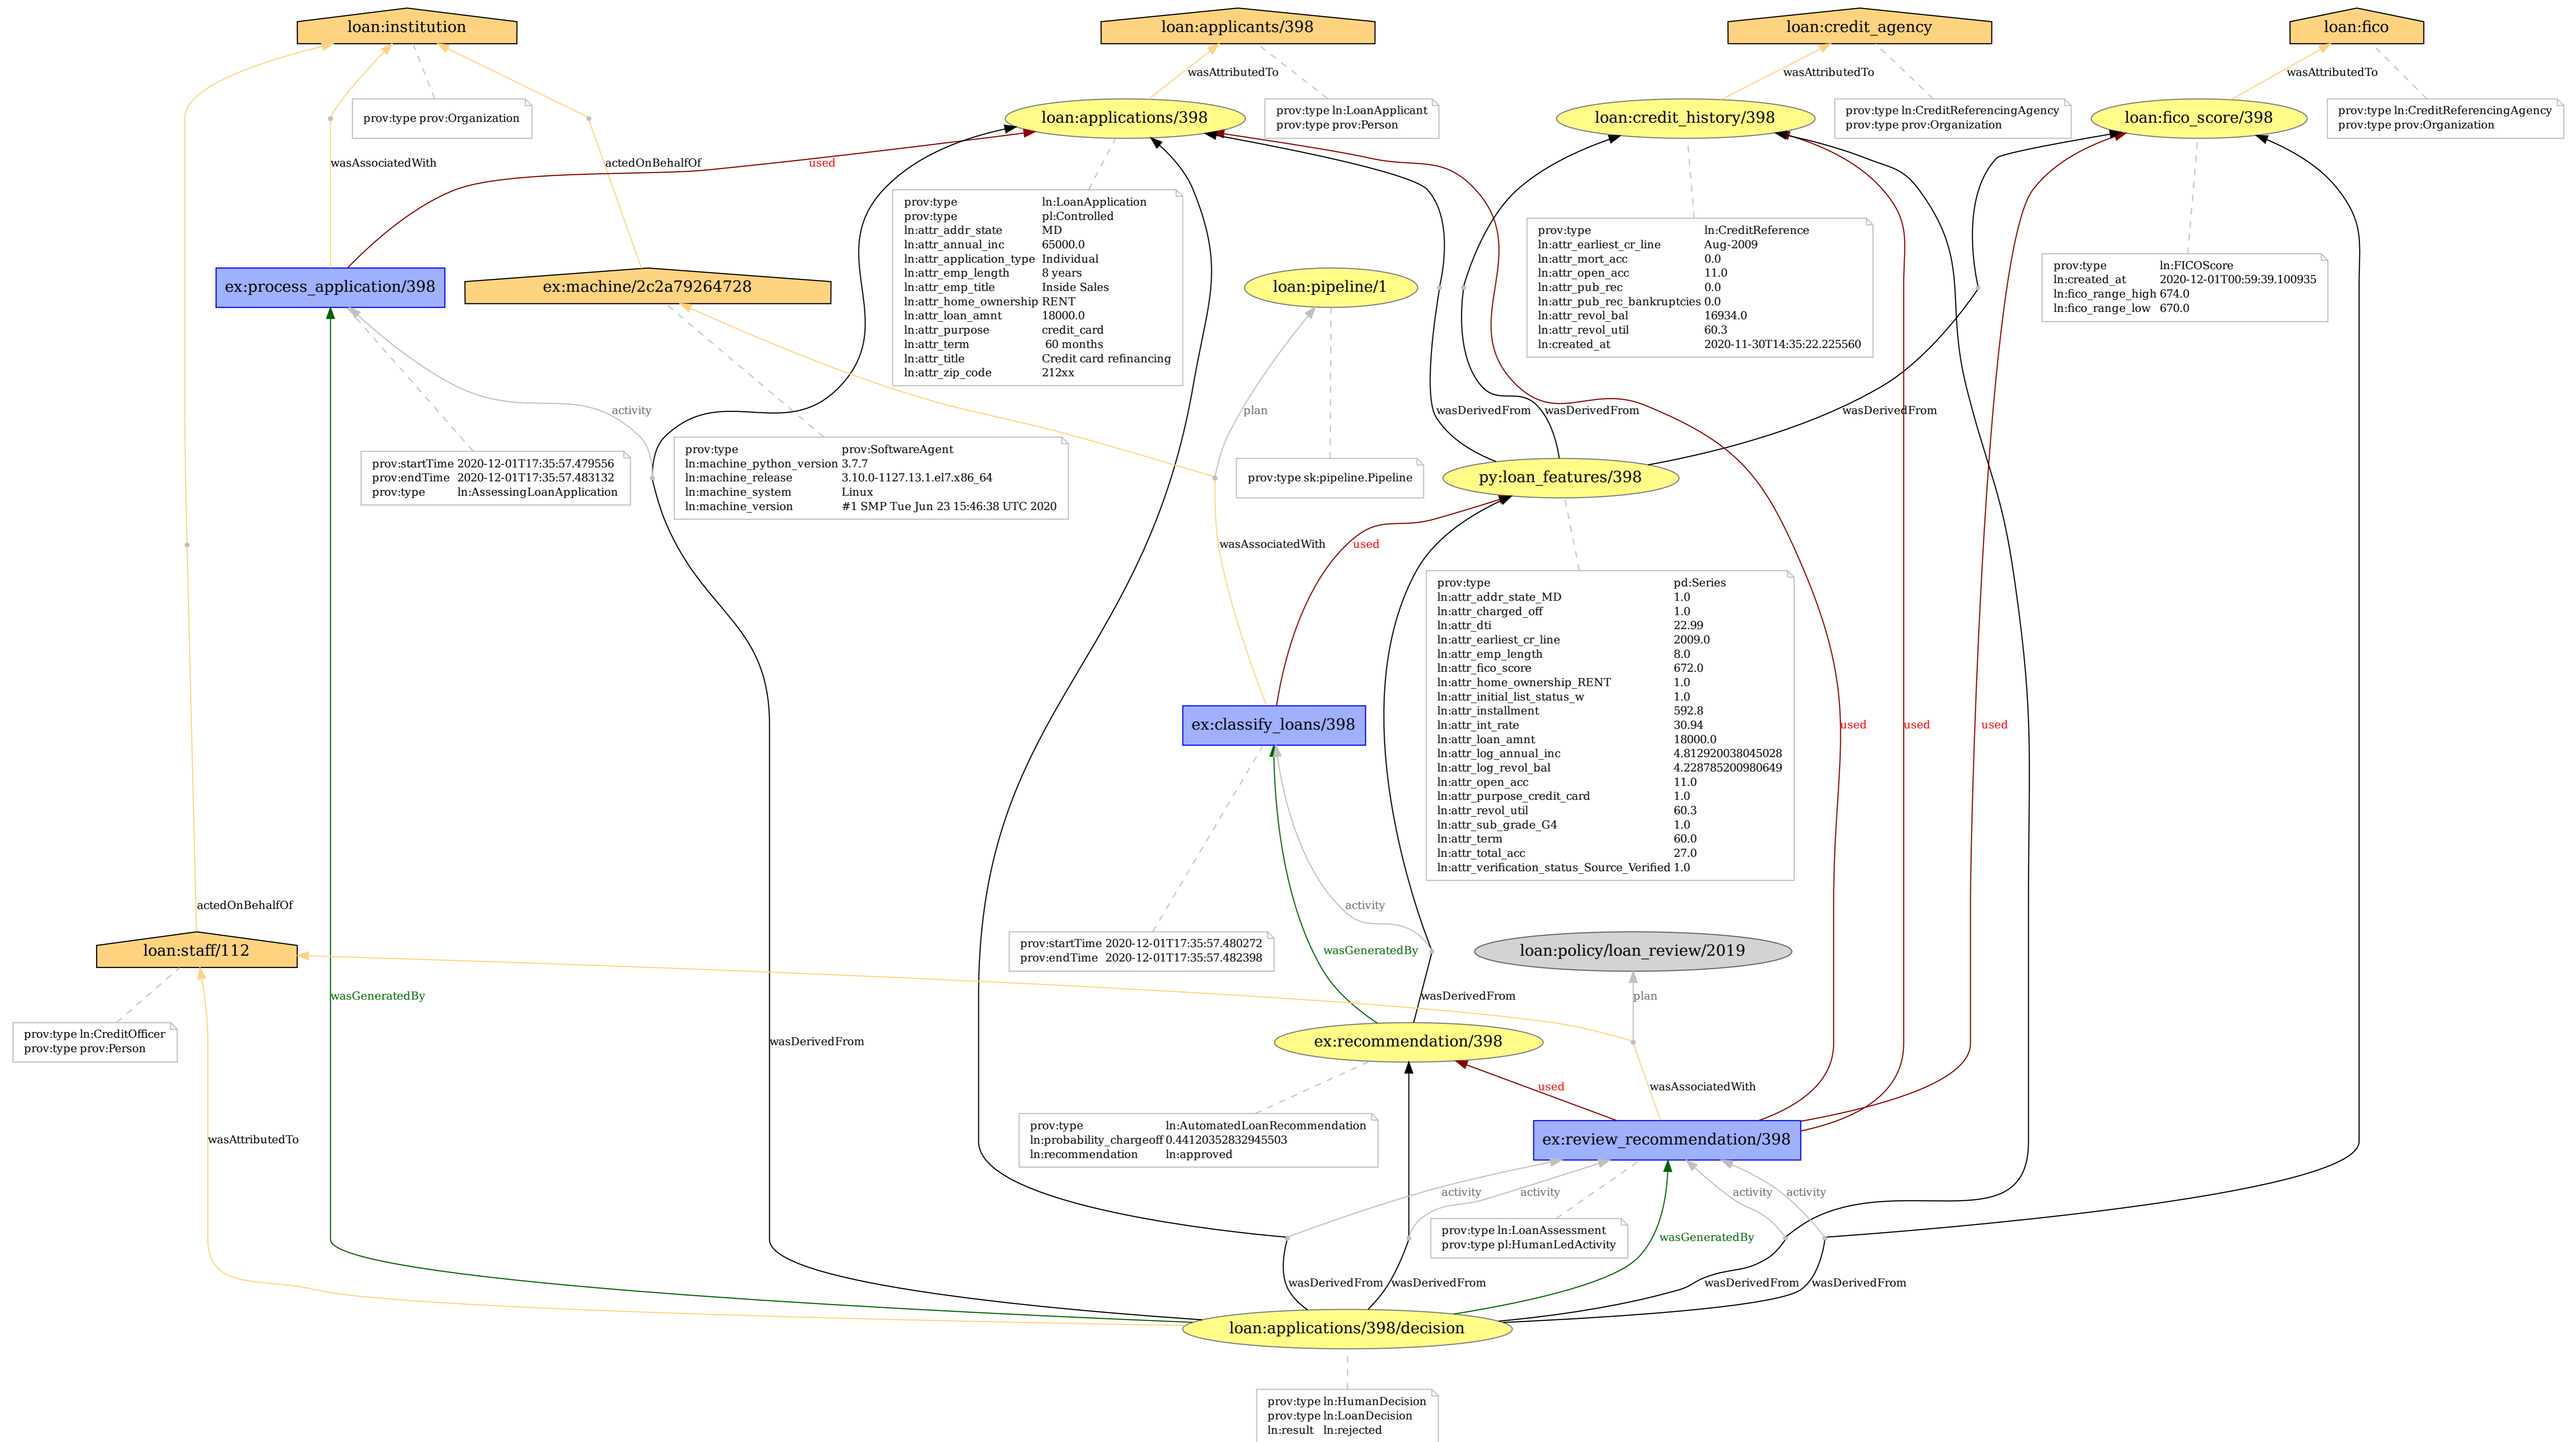 loan:institution
loan:applicants/398
loan:credit_agency
loan:fico
wasAttributedTo
wasAttributedTo
wasAttributedTo
prov:type prov:Organization
loan:applications/398
prov:type ln:LoanApplicant
prov:type prov:Person
loan:credit_history/398
prov:type ln:CreditReferencingAgency
prov:type prov:Organization
loan:fico_score/398
prov:type ln:CreditReferencingAgency
prov:type prov:Organization
wasAssociatedWith
actedOnBehalfOf
used
prov:type ln:LoanApplication
prov:type pl:Controlled
ln:attr_addr_state MD
ln:attr_annual_inc 65000.0
ln:attr_application_type Individual
ln:attr_emp_length 8 years
ln:attr_emp_title Inside Sales
ln:attr_home_ownership RENT
ln:attr_loan_amnt 18000.0
ln:attr_purpose credit_card
ln:attr_term 60 months
ln:attr_title Credit card refinancing
ln:attr_zip_code 212xx
prov:type ln:CreditReference
ln:attr_earliest_cr_line Aug-2009
ln:attr_mort_acc 0.0
ln:attr_open_acc 11.0
ln:attr_pub_rec 0.0
ln:attr_pub_rec_bankruptcies 0.0
ln:attr_revol_bal 16934.0
ln:attr_revol_util 60.3
ln:created_at 2020-11-30T14:35:22.225560
prov:type ln:FICOScore
ln:created_at 2020-12-01T00:59:39.100935
ln:fico_range_high 674.0
ln:fico_range_low 670.0
ex:process_application/398
ex:machine/2c2a79264728
loan:pipeline/1
activity
plan
wasDerivedFrom
wasDerivedFrom
wasDerivedFrom
prov:startTime 2020-12-01T17:35:57.479556
prov:endTime 2020-12-01T17:35:57.483132
prov:type ln:AssessingLoanApplication
prov:type prov:SoftwareAgent
ln:machine_python_version 3.7.7
ln:machine_release 3.10.0-1127.13.1.el7.x86_64
ln:machine_system Linux
ln:machine_version #1 SMP Tue Jun 23 15:46:38 UTC 2020
prov:type sk:pipeline.Pipeline
py:loan_features/398
wasAssociatedWith
used
prov:type pd:Series
ln:attr_addr_state_MD 1.0
ln:attr_charged_off 1.0
ln:attr_dti 22.99
ln:attr_earliest_cr_line 2009.0
ln:attr_emp_length 8.0
ln:attr_fico_score 672.0
ln:attr_home_ownership_RENT 1.0
ln:attr_initial_list_status_w 1.0
ln:attr_installment 592.8
ln:attr_int_rate 30.94
ln:attr_loan_amnt 18000.0
ln:attr_log_annual_inc 4.812920038045028
ln:attr_log_revol_bal 4.228785200980649
ln:attr_open_acc 11.0
ln:attr_purpose_credit_card 1.0
ln:attr_revol_util 60.3
ln:attr_sub_grade_G4 1.0
ln:attr_term 60.0
ln:attr_total_acc 27.0
ln:attr_verification_status_Source_Verified 1.0
ex:classify_loans/398
used
used
used
actedOnBehalfOf
activity
loan:staff/112
prov:startTime 2020-12-01T17:35:57.480272
prov:endTime 2020-12-01T17:35:57.482398
wasGeneratedBy
loan:policy/loan_review/2019
wasGeneratedBy
wasDerivedFrom
plan
prov:type ln:CreditOfficer
prov:type prov:Person
wasDerivedFrom
ex:recommendation/398
used
wasAssociatedWith
wasAttributedTo
prov:type ln:AutomatedLoanRecommendation
ln:probability_chargeoff 0.44120352832945503
ln:recommendation ln:approved
ex:review_recommendation/398
activity
activity
activity
activity
prov:type ln:LoanAssessment
prov:type pl:HumanLedActivity
wasGeneratedBy
wasDerivedFrom
wasDerivedFrom
wasDerivedFrom
wasDerivedFrom
loan:applications/398/decision
prov:type ln:HumanDecision
prov:type ln:LoanDecision
ln:result ln:rejected